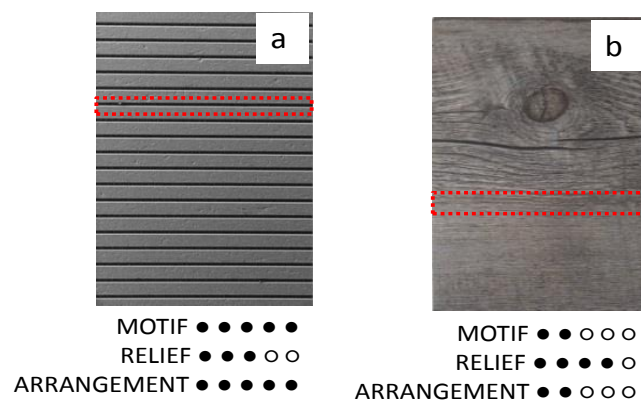 a
MOTIF ● ● ● ● ●
RELIEF ● ● ● ○ ○
ARRANGEMENT ● ● ● ● ●
b
MOTIF ● ● ○ ○ ○
RELIEF ● ● ● ● ○
ARRANGEMENT ● ● ○ ○ ○